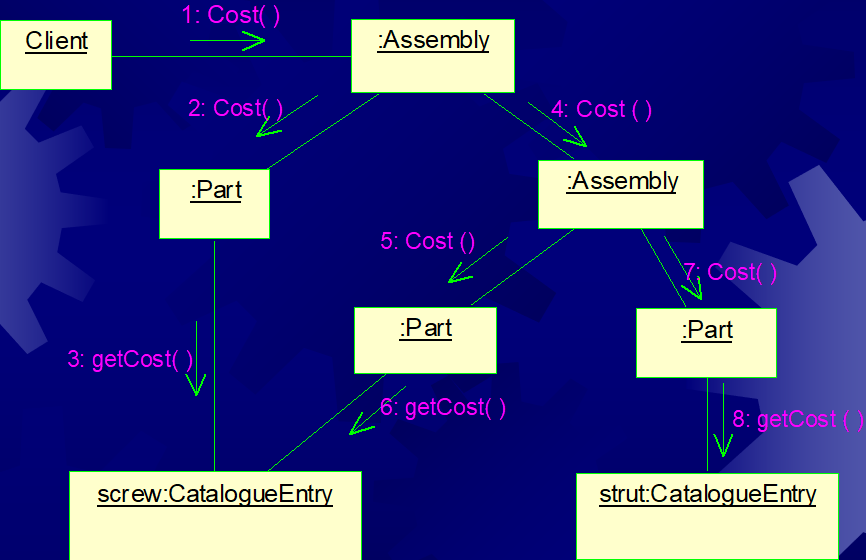 1: Cost( )
Client
:Assembly
2: Cost( )
4: Cost ( )
:Part
:Assembly
5: Cost ()
7: Cost( )
:Part
:Part
3: getCost( )
6: getCost( )
8: getCost ( )
screw:CatalogueEntry
strut:CatalogueEntry